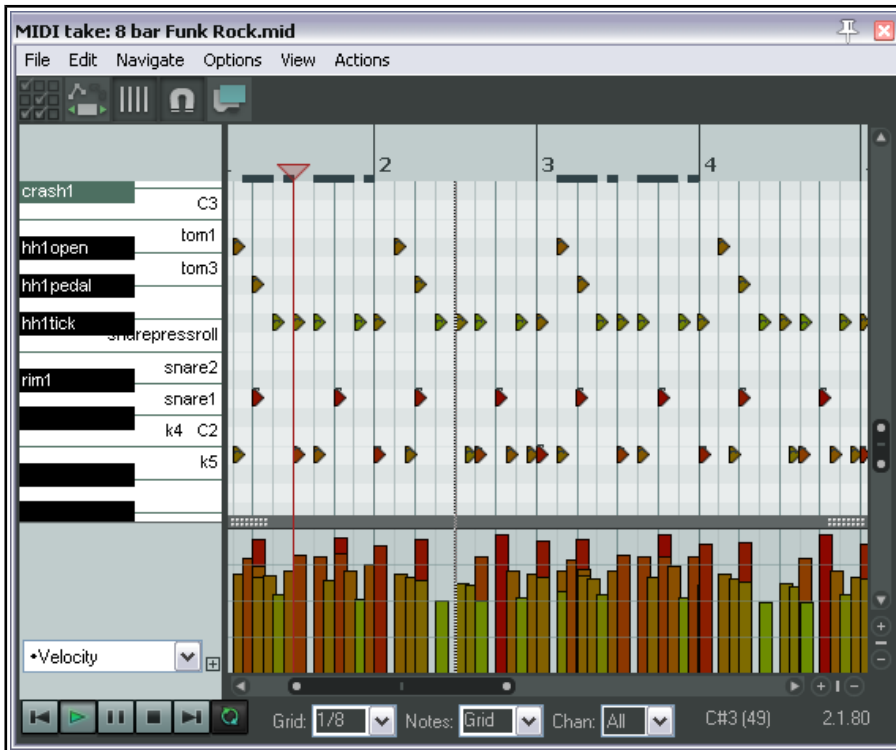 MIDI take: 8 bar Funk Rock.mid
File Edit Navigate Options View Actions
2 3 4
crash1
C3
tom1
hh1open
tom3
hh1pedal
hh1tick
snarepressroll
snare2
rim1
snare1
k4 C2
k5
•Velocity
Grid: 1/8 Notes: Grid Chan: All C#3 (49) 2.1.80